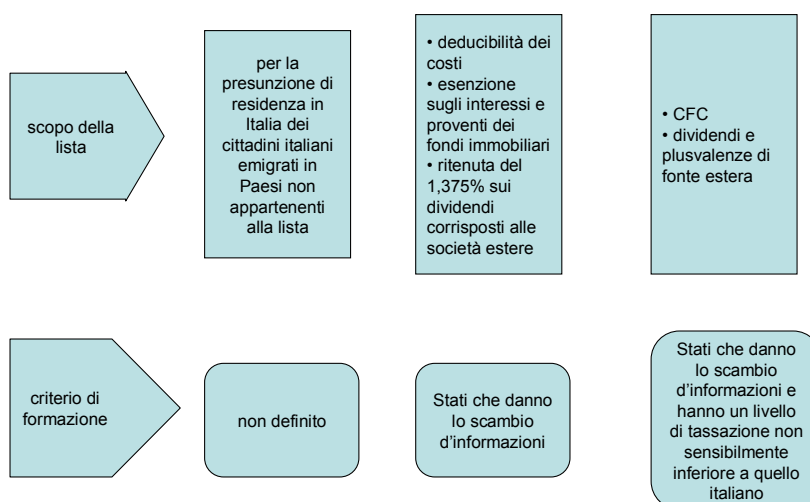 scopo della
lista
per la
presunzione di
residenza in
Italia dei
cittadini italiani
emigrati in
Paesi non
appartenenti
alla lista
• deducibilità dei
costi
• esenzione
sugli interessi e
proventi dei
fondi immobiliari
• ritenuta del
1,375% sui
dividendi
corrisposti alle
società estere
• CFC
• dividendi e
plusvalenze di
fonte estera
criterio di
formazione
non definito
Stati che danno
lo scambio
d'informazioni
Stati che danno
lo scambio
d'informazioni e
hanno un livello
di tassazione non
sensibilmente
inferiore a quello
italiano